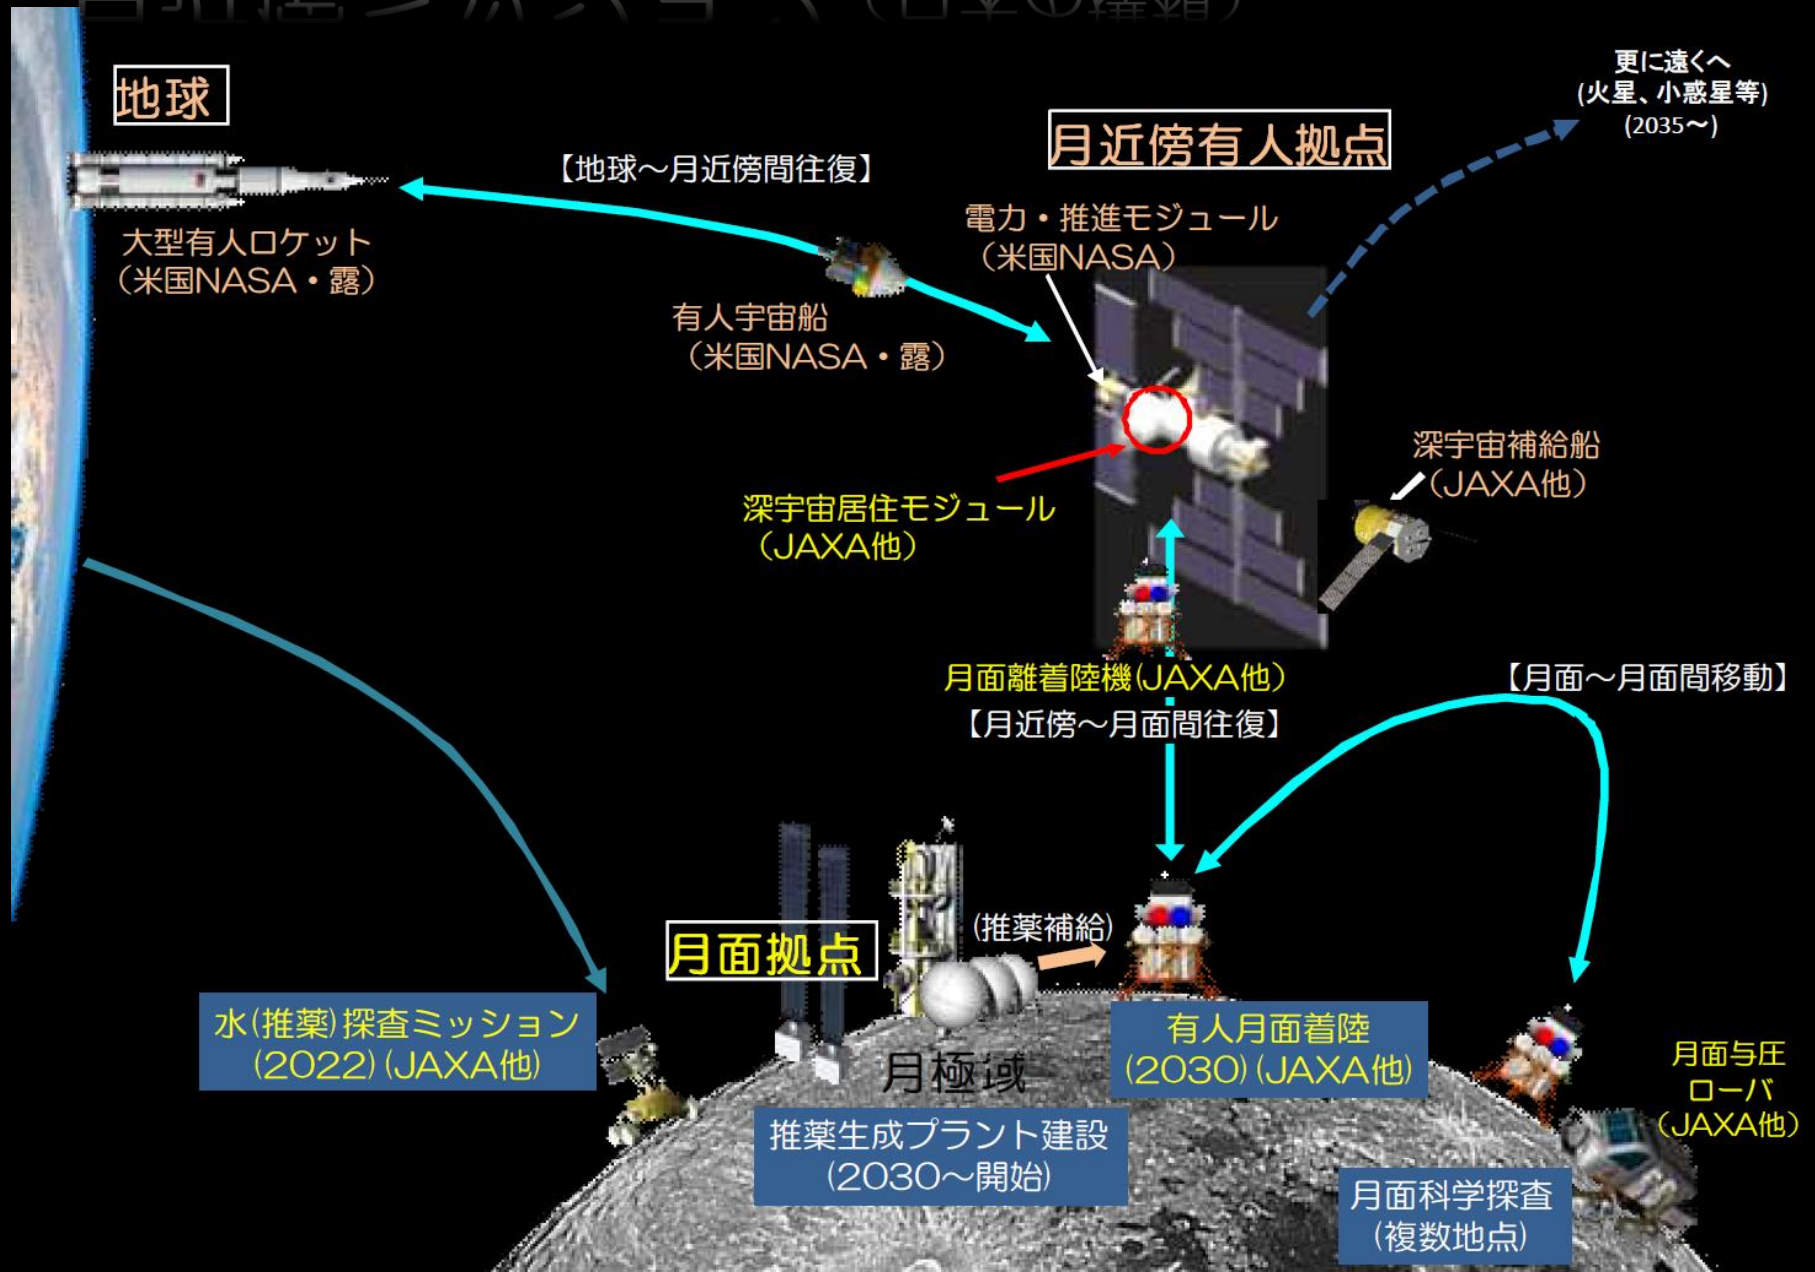 地球
大型有人ロケット
（米国NASA・露）
【地球〜月近傍間往復】
有人宇宙船
（米国NASA・露）
月近傍有人拠点
電力・推進モジュール
（米国NASA）
更に遠くへ
(火星、小惑星等)
(2035〜)
深宇宙居住モジュール
（JAXA他）
深宇宙補給船
（JAXA他）
月面離着陸機(JAXA他）
【月近傍〜月面間往復】
【月面〜月面間移動】
月面拠点
(推薬補給)
水(推薬)探査ミッション
(2022)(JAXA他)
月極域
推薬生成プラント建設
(2030〜開始)
有人月面着陸
(2030)(JAXA他)
月面与圧
ローバ
（JAXA他）
月面科学探査
(複数地点)